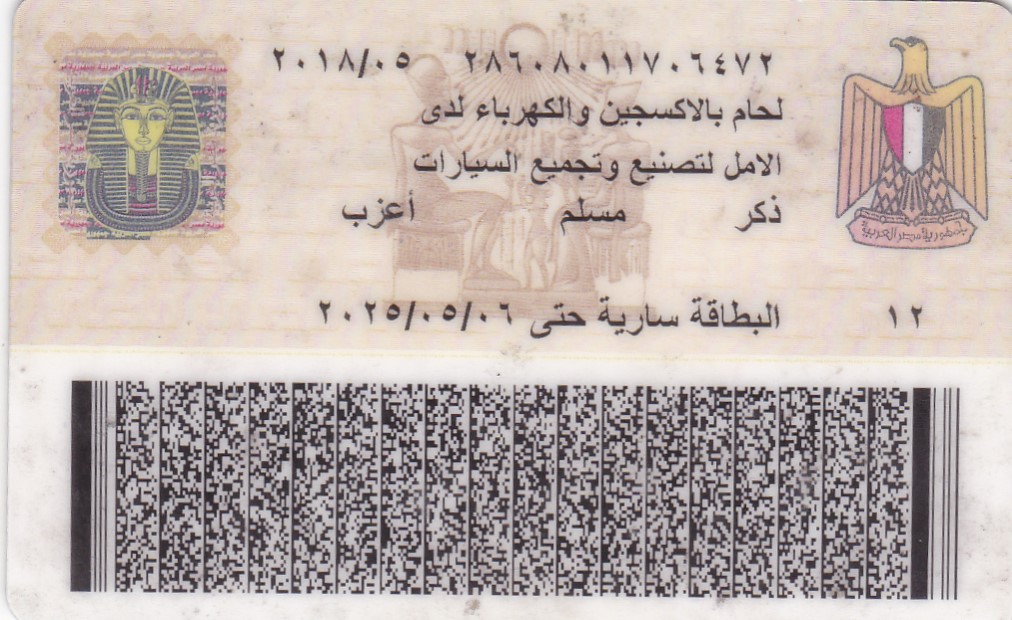 ٢٨٦٠٨٠١١٧٠٦٤٧٢ ٢٠١٨/٠٥
لحام بالاكسجين والكهرباء لدى
الامل لتصنيع وتجميع السيارات
ذكر مسلم أعزب
البطاقة سارية حتى ٢٠٢٥/٠٥/٠٦
١٢
جمهورية مصر العربية